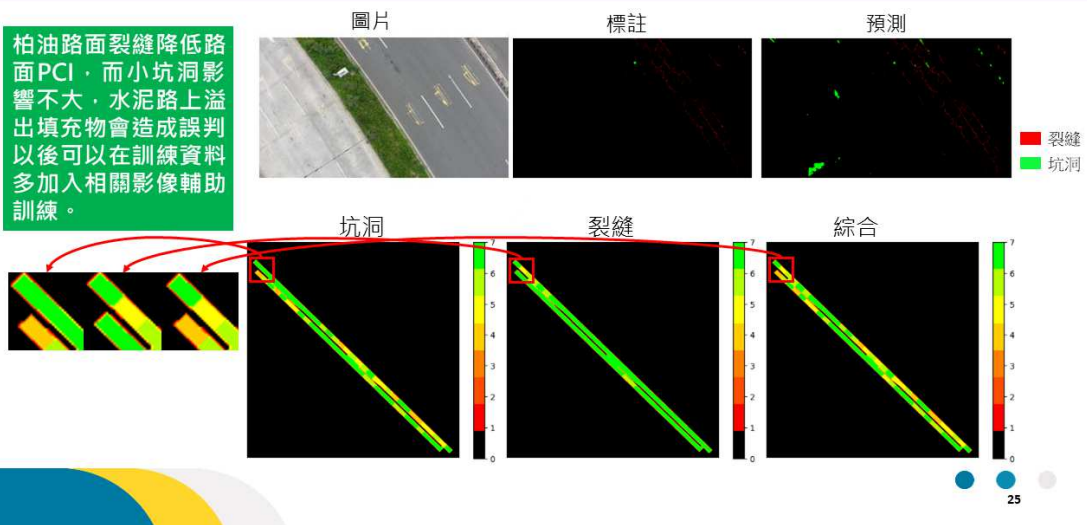 圖片
標註
預測
柏油路面裂縫降低路
面PCI,而小坑洞影
響不大,水泥路上溢
出填充物會造成誤判
以後可以在訓練資料
多加入相關影像輔助
訓練。
裂縫
坑洞
坑洞
裂縫
綜合
7
6
5
4
3
2
1
0
7
6
5
4
3
2
1
0
7
6
5
4
3
2
1
0
25